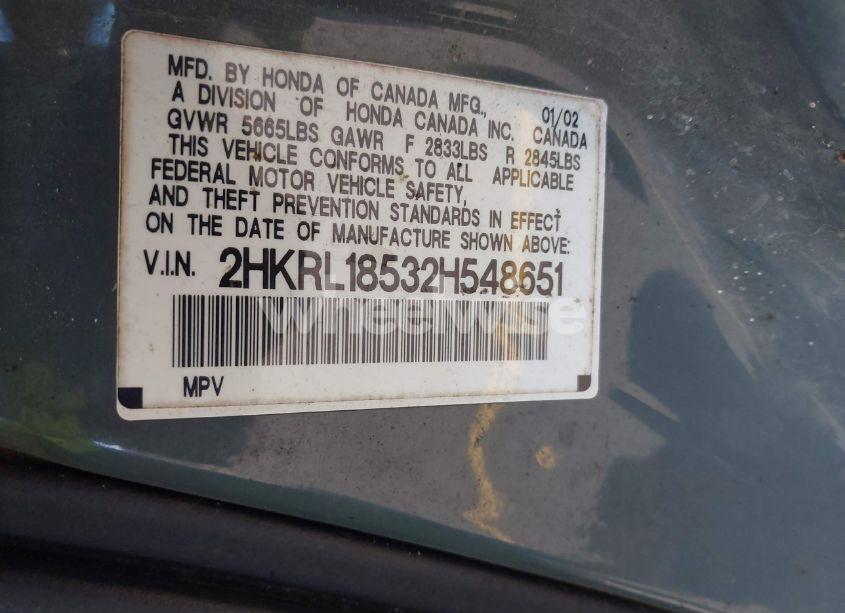 MFD. BY HONDA OF CANADA MFG., 01/02
A DIVISION OF HONDA CANADA INC. CANADA
GVWR 5665LBS GAWR F 2833LBS R 2845LBS
THIS VEHICLE CONFORMS TO ALL APPLICABLE
FEDERAL MOTOR VEHICLE SAFETY,
AND THEFT PREVENTION STANDARDS IN EFFECT
ON THE DATE OF MANUFACTURE SHOWN ABOVE:
V.I.N. 2HKRL18532H548651
wheelwise
MPV